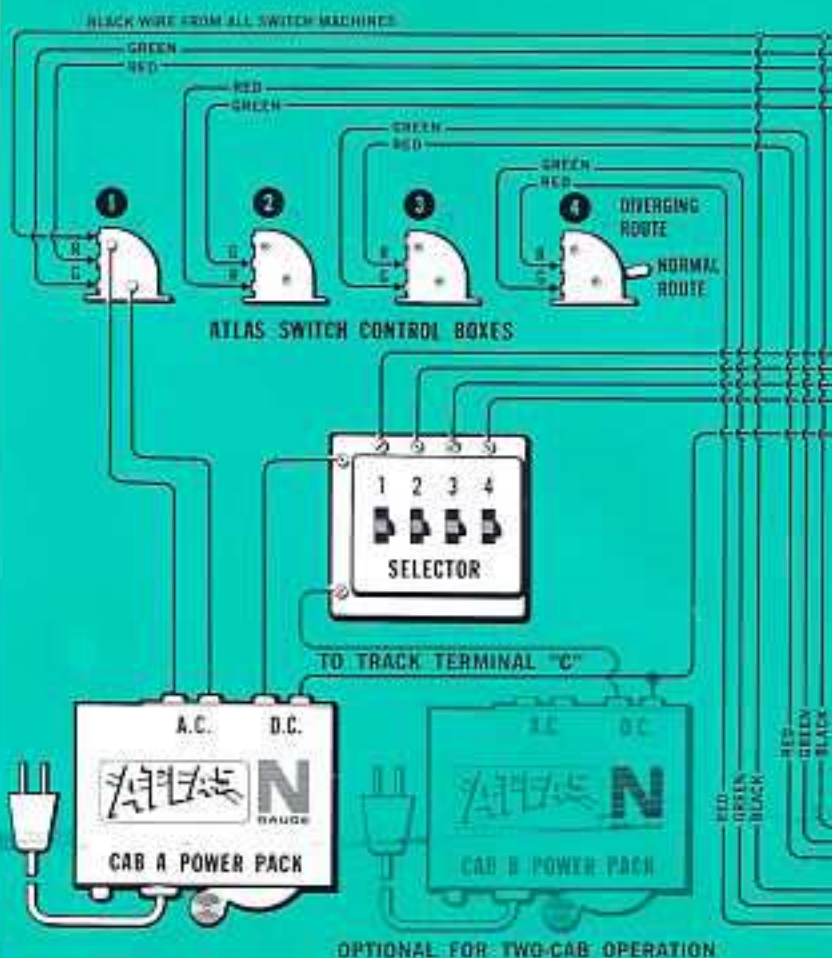 BLACK WIRE FROM ALL SWITCH MACHINES
GREEN
RED
RED
GREEN
GREEN
RED
GREEN
RED
1
2
3
4
DIVERGING
ROUTE
NORMAL
ROUTE
R
G
G
R
R
G
R
G
ATLAS SWITCH CONTROL BOXES
1 2 3 4
SELECTOR
TO TRACK TERMINAL "C"
A.C. D.C.
ATLAS N
GAUGE
CAB A POWER PACK
A.C. D.C.
ATLAS N
CAB B POWER PACK
RED
GREEN
BLACK
RED
GREEN
BLACK
OPTIONAL FOR TWO-CAB OPERATION